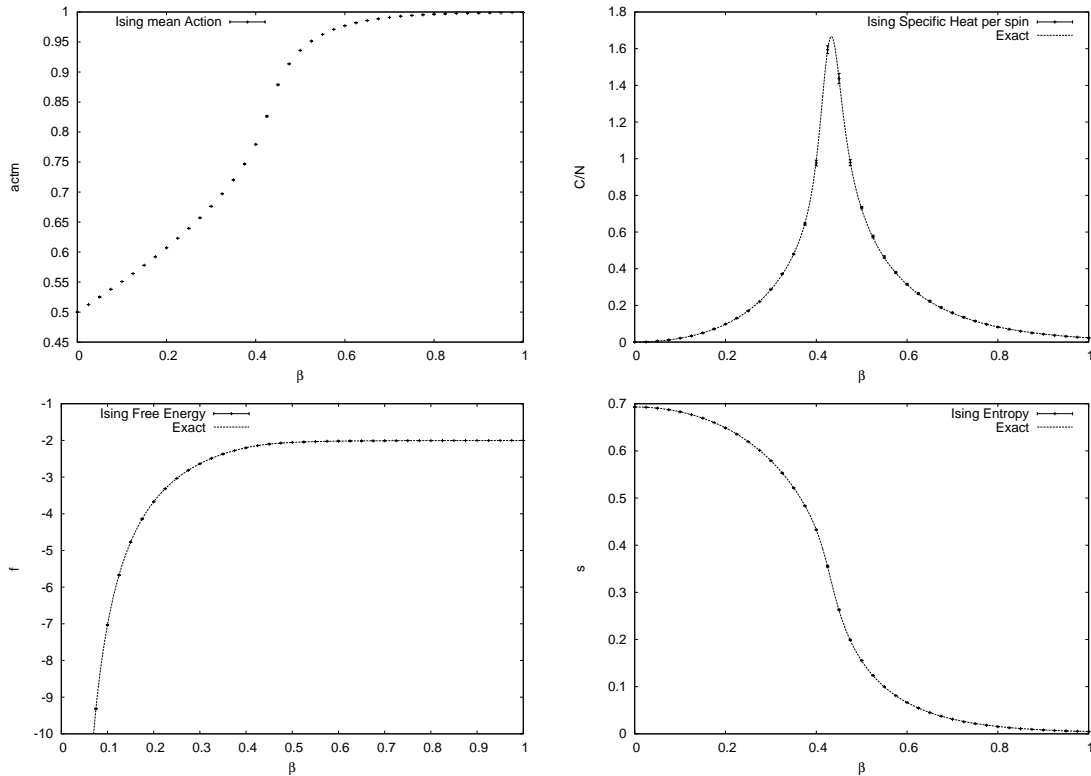 Ising mean Action
actm
1
0.95
0.9
0.85
0.8
0.75
0.7
0.65
0.6
0.55
0.5
0.45
0 0.2 0.4 0.6 0.8 1
β
Ising Specific Heat per spin
Exact
C/N
1.8
1.6
1.4
1.2
1
0.8
0.6
0.4
0.2
0
0 0.2 0.4 0.6 0.8 1
β
Ising Free Energy
Exact
f
-1
-2
-3
-4
-5
-6
-7
-8
-9
-10
0 0.1 0.2 0.3 0.4 0.5 0.6 0.7 0.8 0.9 1
β
Ising Entropy
Exact
s
0.7
0.6
0.5
0.4
0.3
0.2
0.1
0
0 0.2 0.4 0.6 0.8 1
β